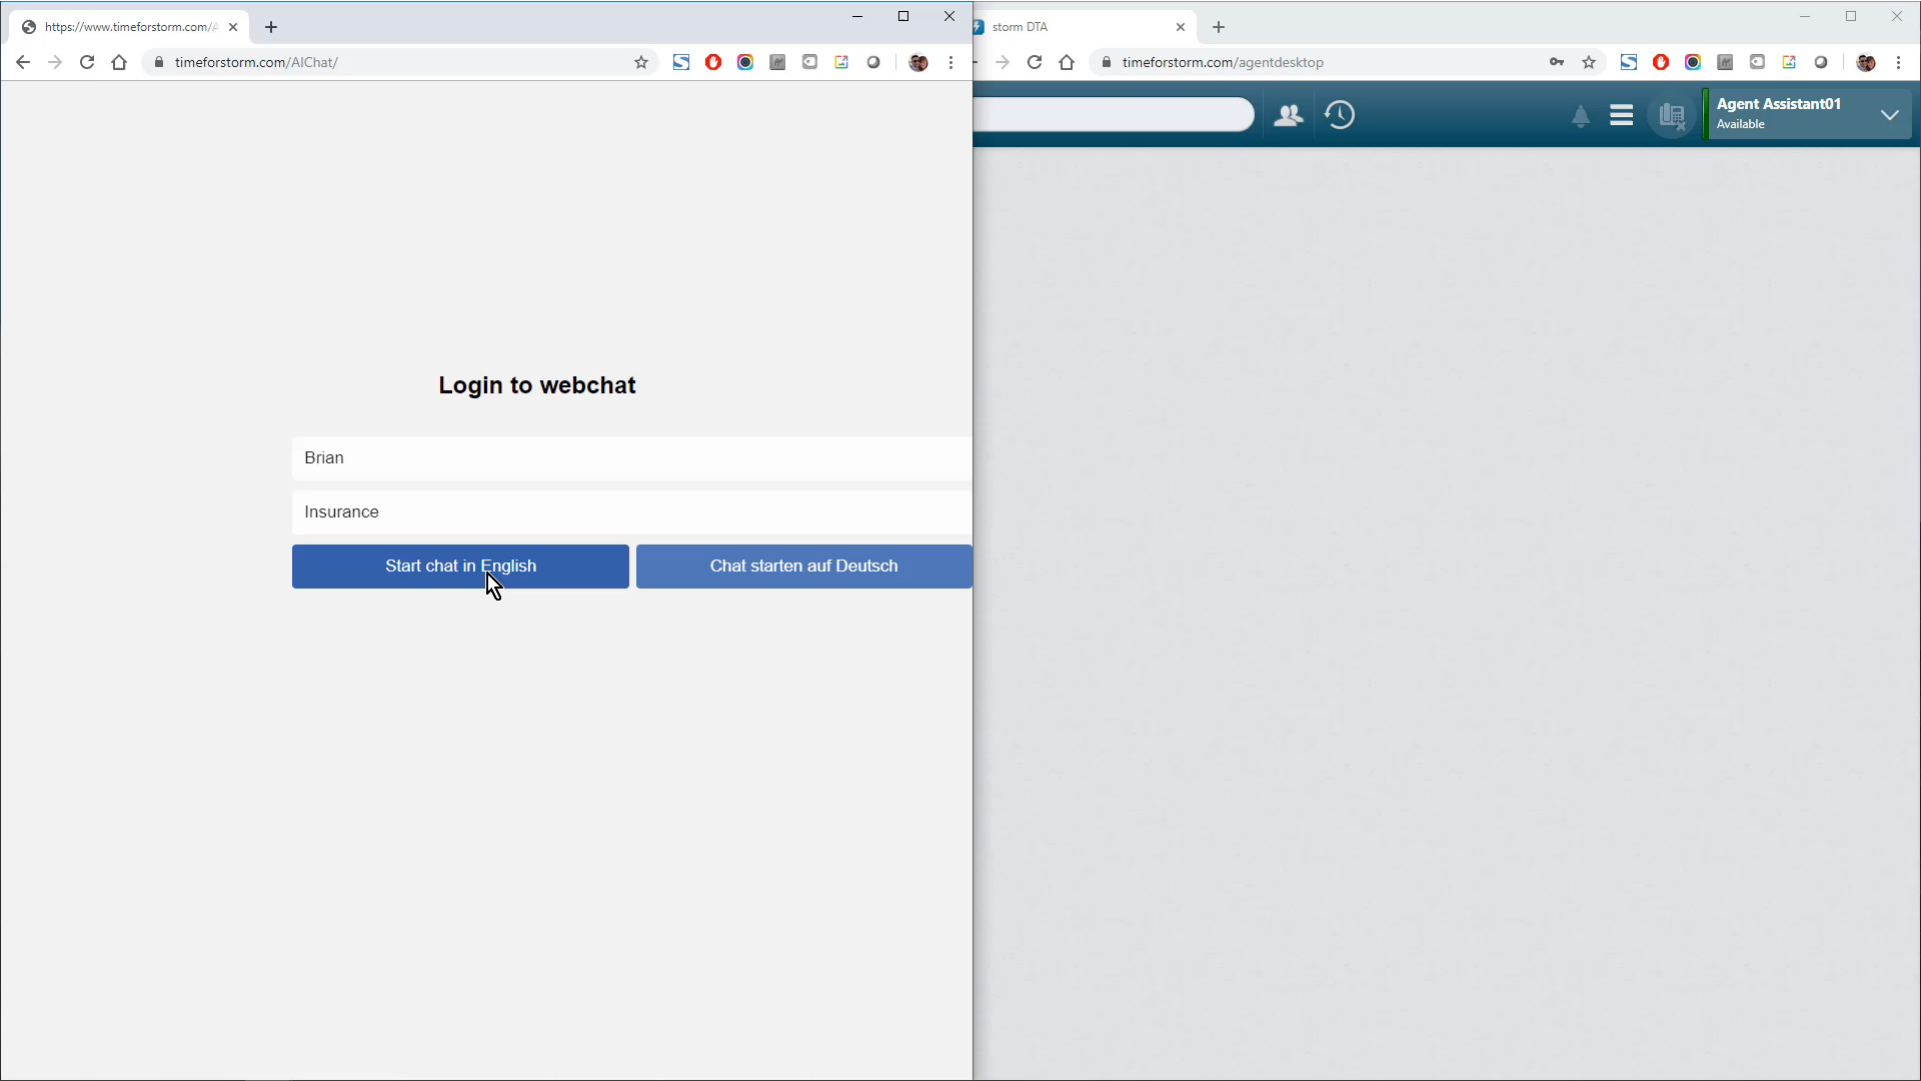 https://www.timeforstorm.com/A
timeforstorm.com/AIChat/
Login to webchat
Brian
Insurance
Start chat in English
Chat starten auf Deutsch
storm DTA
timeforstorm.com/agentdesktop
Agent Assistant01
Available